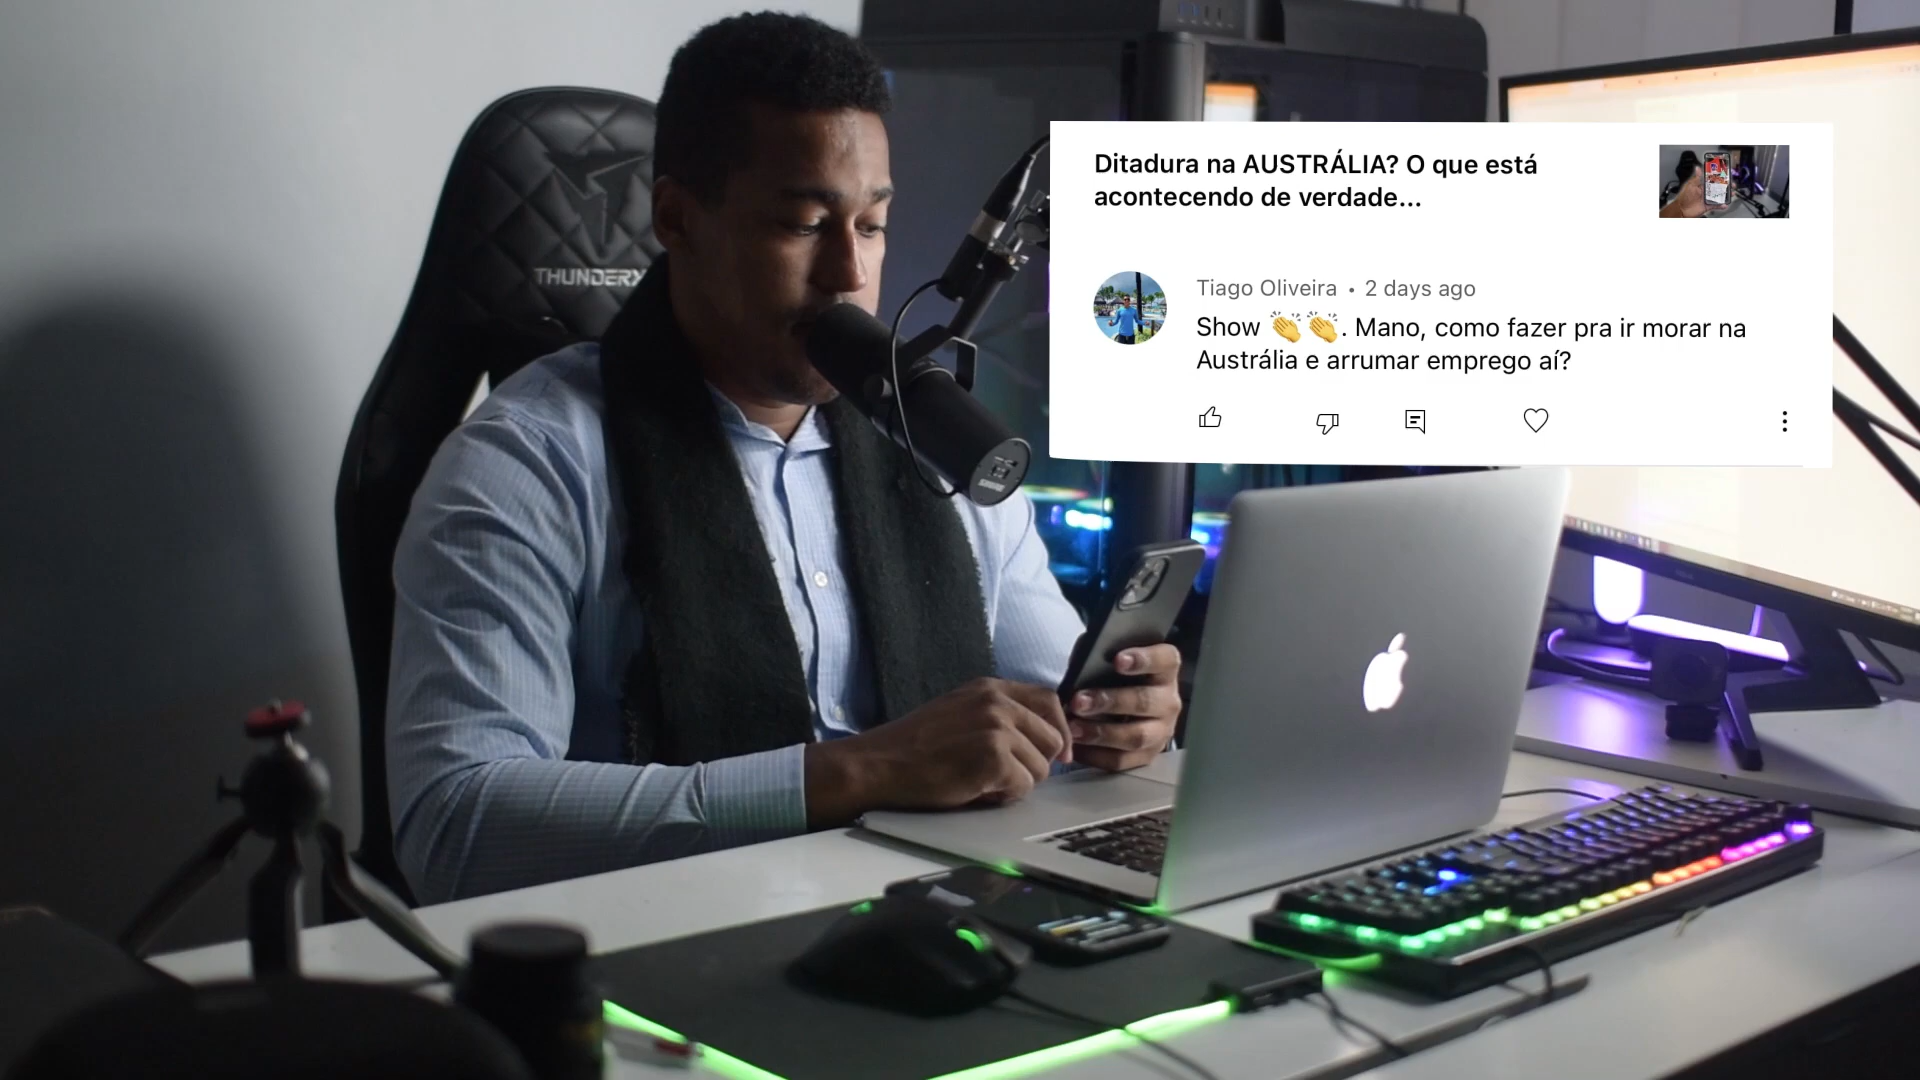 Ditadura na AUSTRÁLIA? O que está
acontecendo de verdade...
Tiago Oliveira • 2 days ago
Show 👏👏. Mano, como fazer pra ir morar na
Austrália e arrumar emprego aí?
THUNDERX
SHURE